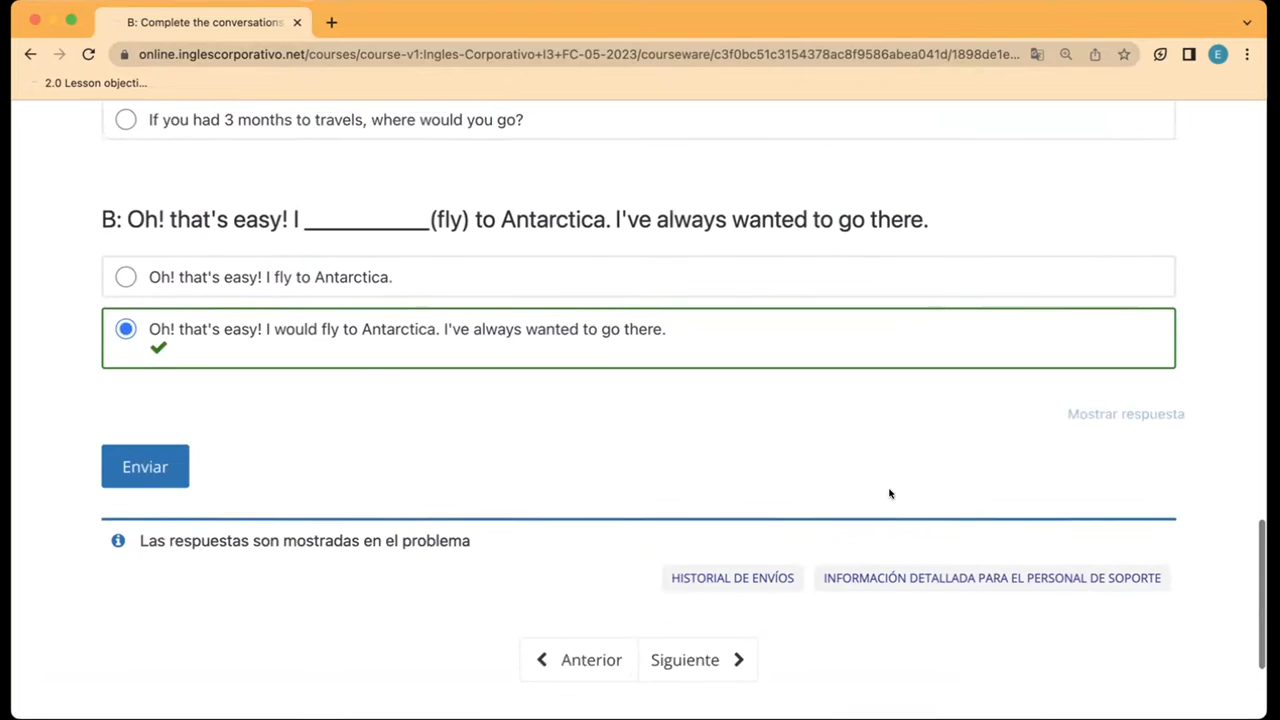 B: Complete the conversations
online.inglescorporativo.net/courses/course-v1:Ingles-Corporativo+I3+FC-05-2023/courseware/c3f0bc51c3154378ac8f9586abea041d/1898de1e...
E
2.0 Lesson objecti...
If you had 3 months to travels, where would you go?
B: Oh! that's easy! I ___________(fly) to Antarctica. I've always wanted to go there.
Oh! that's easy! I fly to Antarctica.
Oh! that's easy! I would fly to Antarctica. I've always wanted to go there.
Mostrar respuesta
Enviar
Las respuestas son mostradas en el problema
HISTORIAL DE ENVÍOS INFORMACIÓN DETALLADA PARA EL PERSONAL DE SOPORTE
Anterior Siguiente